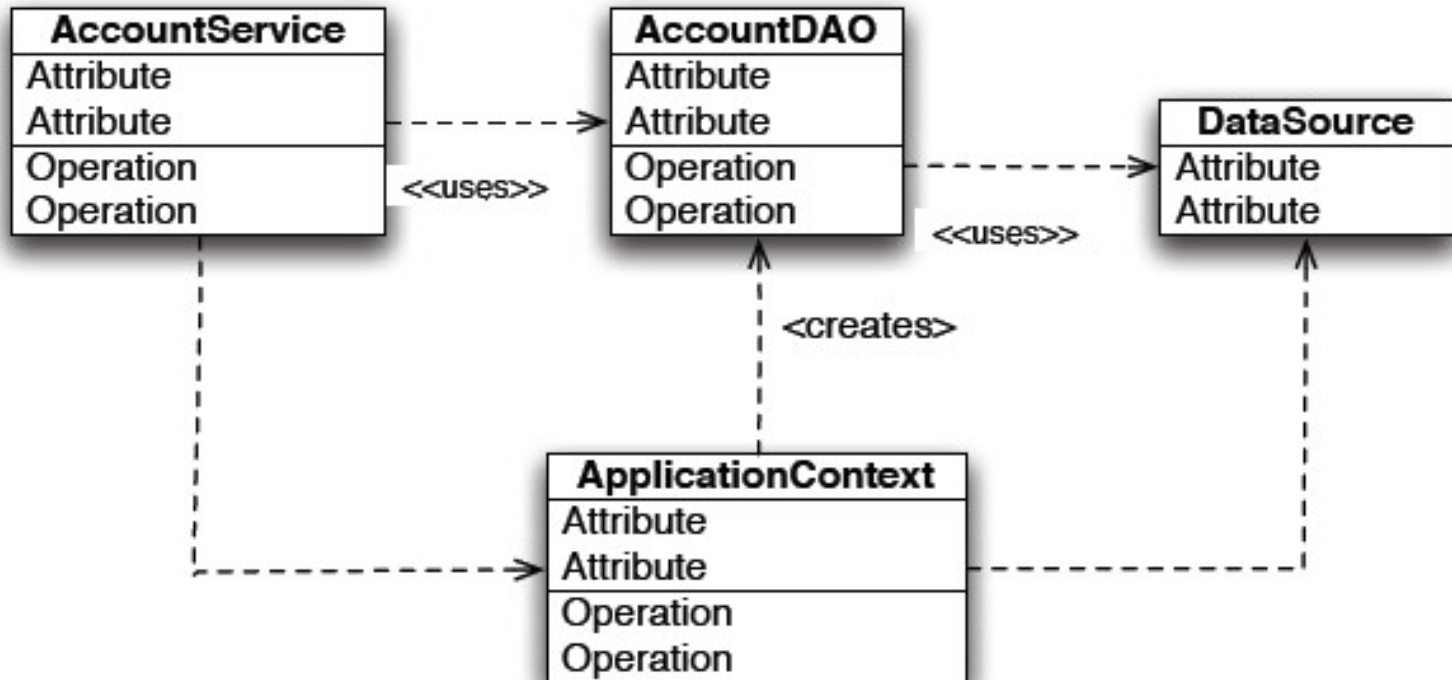 AccountService
Attribute
Attribute
Operation
Operation
<<uses>>
AccountDAO
Attribute
Attribute
Operation
Operation
<<uses>>
DataSource
Attribute
Attribute
<creates>
ApplicationContext
Attribute
Attribute
Operation
Operation